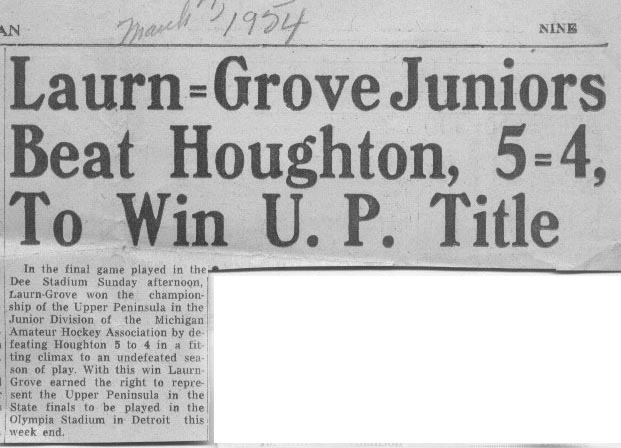 AN
March 1954
NINE
Laurn=Grove Juniors
Beat Houghton, 5=4,
To Win U. P. Title
In the final game played in the
Dee Stadium Sunday afternoon,
Laurn-Grove won the champion-
ship of the Upper Peninsula in the
Junior Division of the Michigan
Amateur Hockey Association by de-
feating Houghton 5 to 4 in a fit-
ting climax to an undefeated sea-
son of play. With this win Laurn-
Grove earned the right to repre-
sent the Upper Peninsula in the
State finals to be played in the
Olympia Stadium in Detroit this
week end.